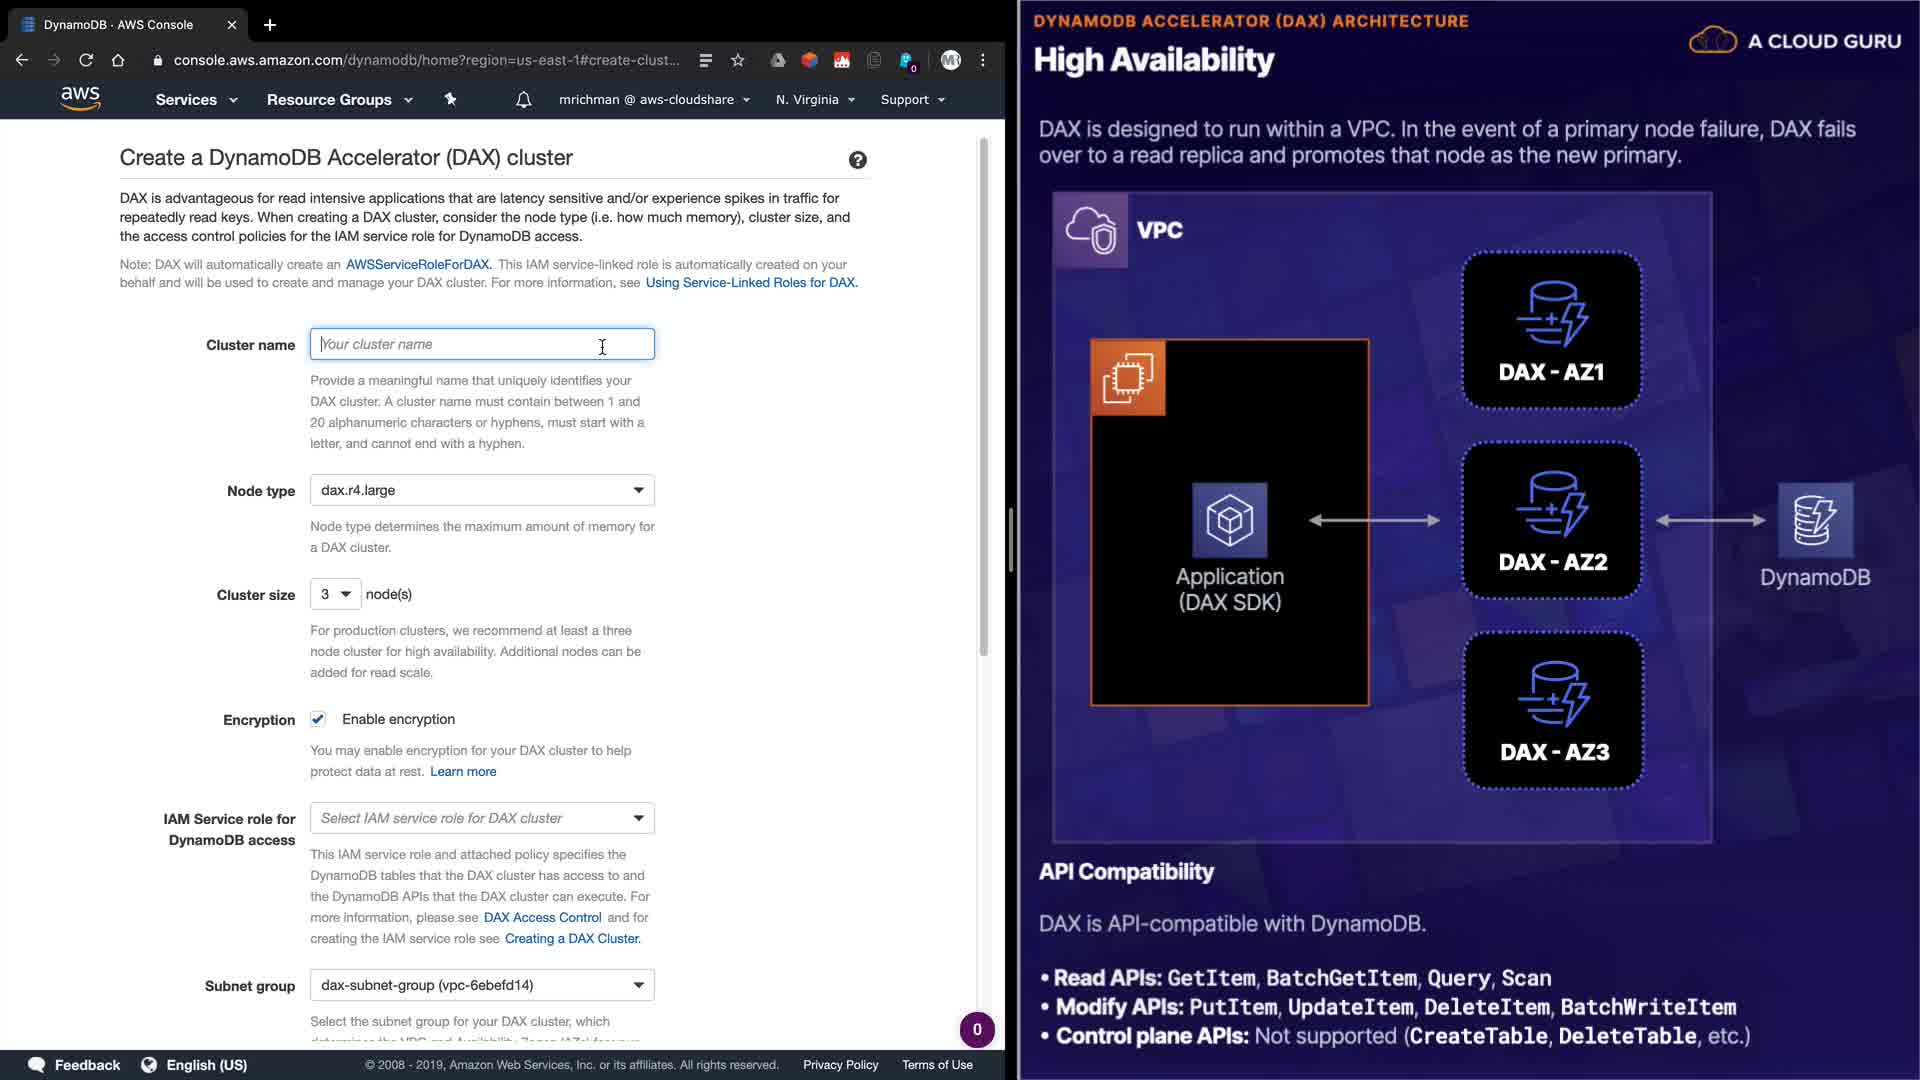 DynamoDB · AWS Console
console.aws.amazon.com/dynamodb/home?region=us-east-1#create-clust...
0
MR
aws
Services
Resource Groups
mrichman @ aws-cloudshare
N. Virginia
Support
Create a DynamoDB Accelerator (DAX) cluster
DAX is advantageous for read intensive applications that are latency sensitive and/or experience spikes in traffic for
repeatedly read keys. When creating a DAX cluster, consider the node type (i.e. how much memory), cluster size, and
the access control policies for the IAM service role for DynamoDB access.
Note: DAX will automatically create an AWSServiceRoleForDAX. This IAM service-linked role is automatically created on your
behalf and will be used to create and manage your DAX cluster. For more information, see Using Service-Linked Roles for DAX.
Cluster name
Your cluster name
Provide a meaningful name that uniquely identifies your
DAX cluster. A cluster name must contain between 1 and
20 alphanumeric characters or hyphens, must start with a
letter, and cannot end with a hyphen.
Node type
dax.r4.large
Node type determines the maximum amount of memory for
a DAX cluster.
Cluster size
3
node(s)
For production clusters, we recommend at least a three
node cluster for high availability. Additional nodes can be
added for read scale.
Encryption
Enable encryption
You may enable encryption for your DAX cluster to help
protect data at rest. Learn more
IAM Service role for
DynamoDB access
Select IAM service role for DAX cluster
This IAM service role and attached policy specifies the
DynamoDB tables that the DAX cluster has access to and
the DynamoDB APIs that the DAX cluster can execute. For
more information, please see DAX Access Control and for
creating the IAM service role see Creating a DAX Cluster.
Subnet group
dax-subnet-group (vpc-6ebefd14)
Select the subnet group for your DAX cluster, which
0
Feedback
English (US)
© 2008 - 2019, Amazon Web Services, Inc. or its affiliates. All rights reserved.
Privacy Policy
Terms of Use
DYNAMODB ACCELERATOR (DAX) ARCHITECTURE
High Availability
A CLOUD GURU
DAX is designed to run within a VPC. In the event of a primary node failure, DAX fails
over to a read replica and promotes that node as the new primary.
VPC
DAX - AZ1
DAX - AZ2
DAX - AZ3
Application
(DAX SDK)
DynamoDB
API Compatibility
DAX is API-compatible with DynamoDB.
• Read APIs: GetItem, BatchGetItem, Query, Scan
• Modify APIs: PutItem, UpdateItem, DeleteItem, BatchWriteItem
• Control plane APIs: Not supported (CreateTable, DeleteTable, etc.)